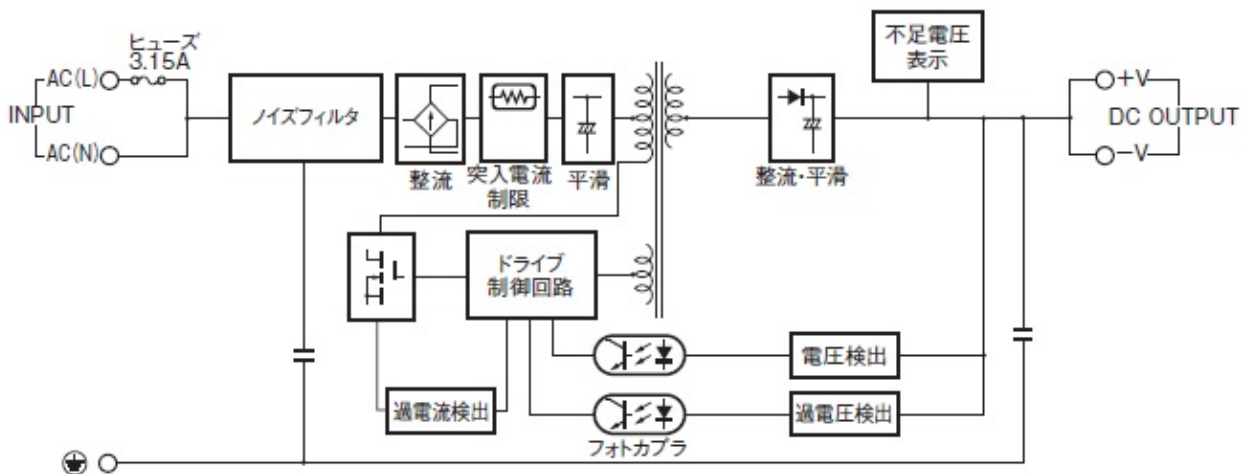 ヒューズ
3.15A
AC(L)
INPUT
AC(N)
ノイズフィルタ
整流
突入電流
制限
平滑
整流・平滑
不足電圧
表示
+V
DC OUTPUT
−V
ドライブ
制御回路
電圧検出
過電流検出
過電圧検出
フォトカプラ